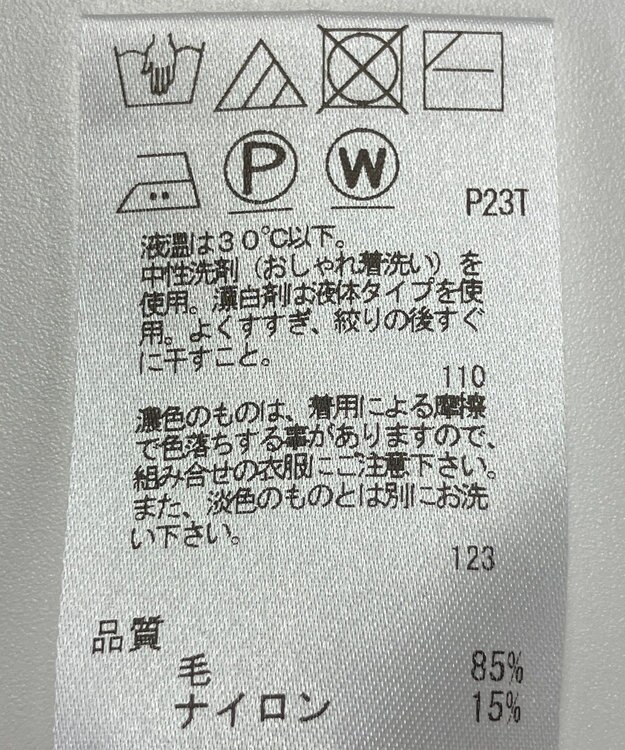 P
W
P23T
液温は30℃以下。
中性洗剤（おしゃれ着洗い）を
使用。漂白剤は液体タイプを使
用。よくすすぎ、絞りの後すぐ
に干すこと。
110
濃色のものは、着用による摩擦
で色落ちする事がありますので、
組み合せの衣服にご注意下さい。
また、淡色のものとは別にお洗
い下さい。
123
品質
毛 85%
ナイロン 15%